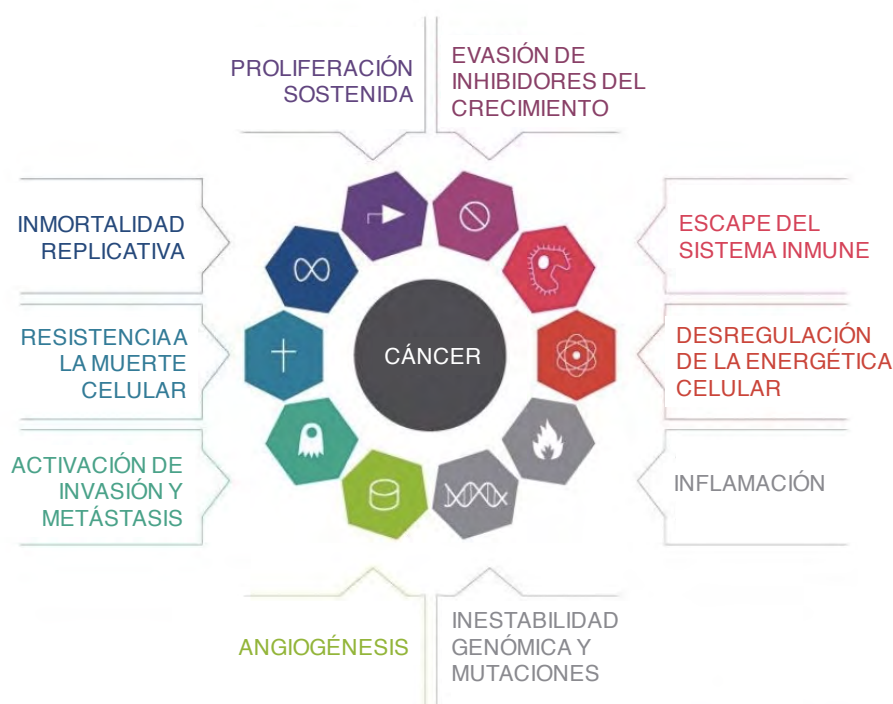 PROLIFERACIÓN
SOSTENIDA
EVASIÓN DE
INHIBIDORES DEL
CRECIMIENTO
INMORTALIDAD
REPLICATIVA
ESCAPE DEL
SISTEMA INMUNE
RESISTENCIA A
LA MUERTE
CELULAR
CÁNCER
DESREGULACIÓN
DE LA ENERGÉTICA
CELULAR
ACTIVACIÓN DE
INVASIÓN Y
METÁSTASIS
INFLAMACIÓN
ANGIOGÉNESIS
INESTABILIDAD
GENÓMICA Y
MUTACIONES